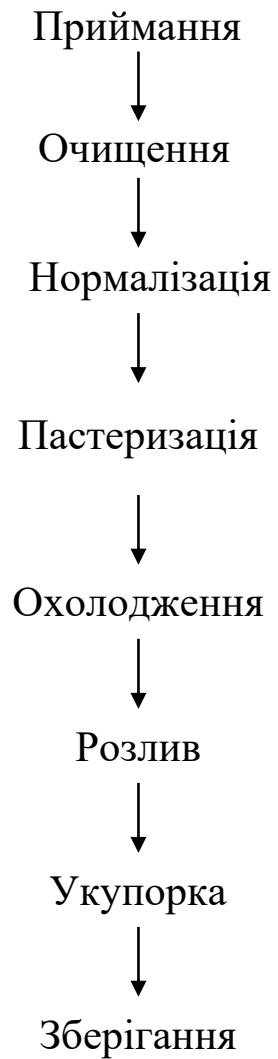 Приймання
Очищення
Нормалізація
Пастеризація
Охолодження
Розлив
Укупорка
Зберігання